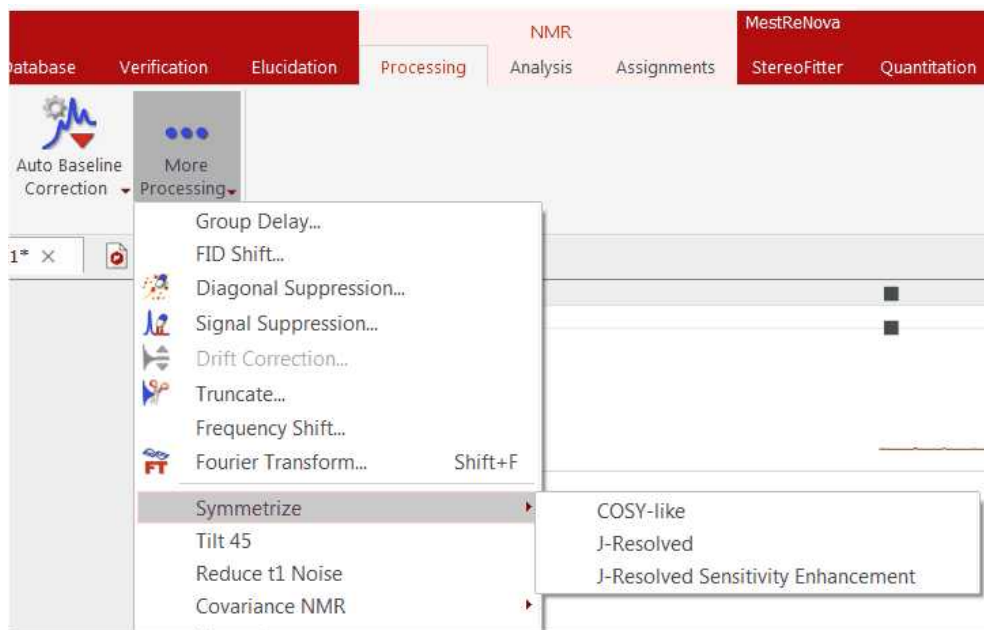 NMR
MestReNova
Database Verification Elucidation Processing Analysis Assignments StereoFitter Quantitation
Auto Baseline
Correction
More
Processing
1*
Group Delay...
FID Shift...
Diagonal Suppression...
Signal Suppression...
Drift Correction...
Truncate...
Frequency Shift...
FT Fourier Transform... Shift+F
Symmetrize
COSY-like
Tilt 45
J-Resolved
Reduce t1 Noise
J-Resolved Sensitivity Enhancement
Covariance NMR